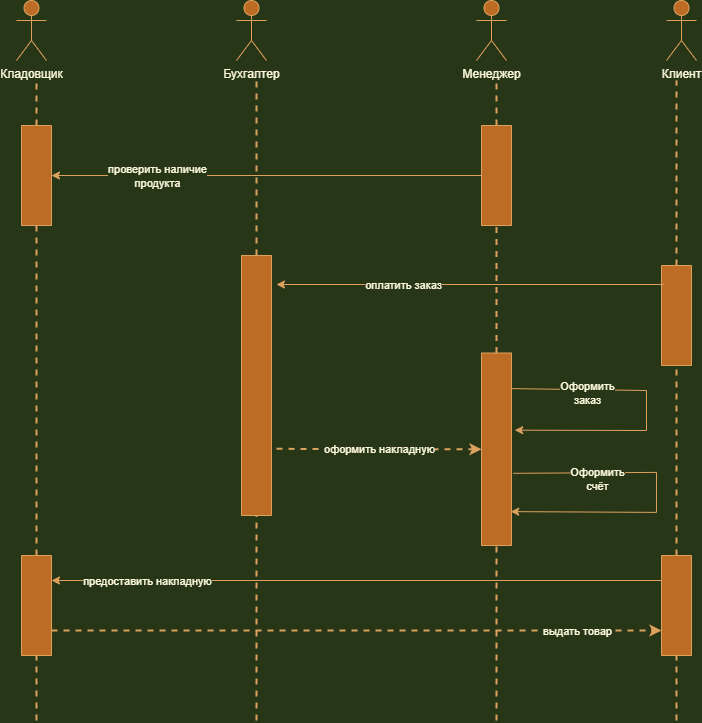 Кладовщик
Бухгалтер
Менеджер
Клиент
проверить наличие
продукта
оплатить заказ
Оформить
заказ
оформить накладную
Оформить
счёт
предоставить накладную
выдать товар